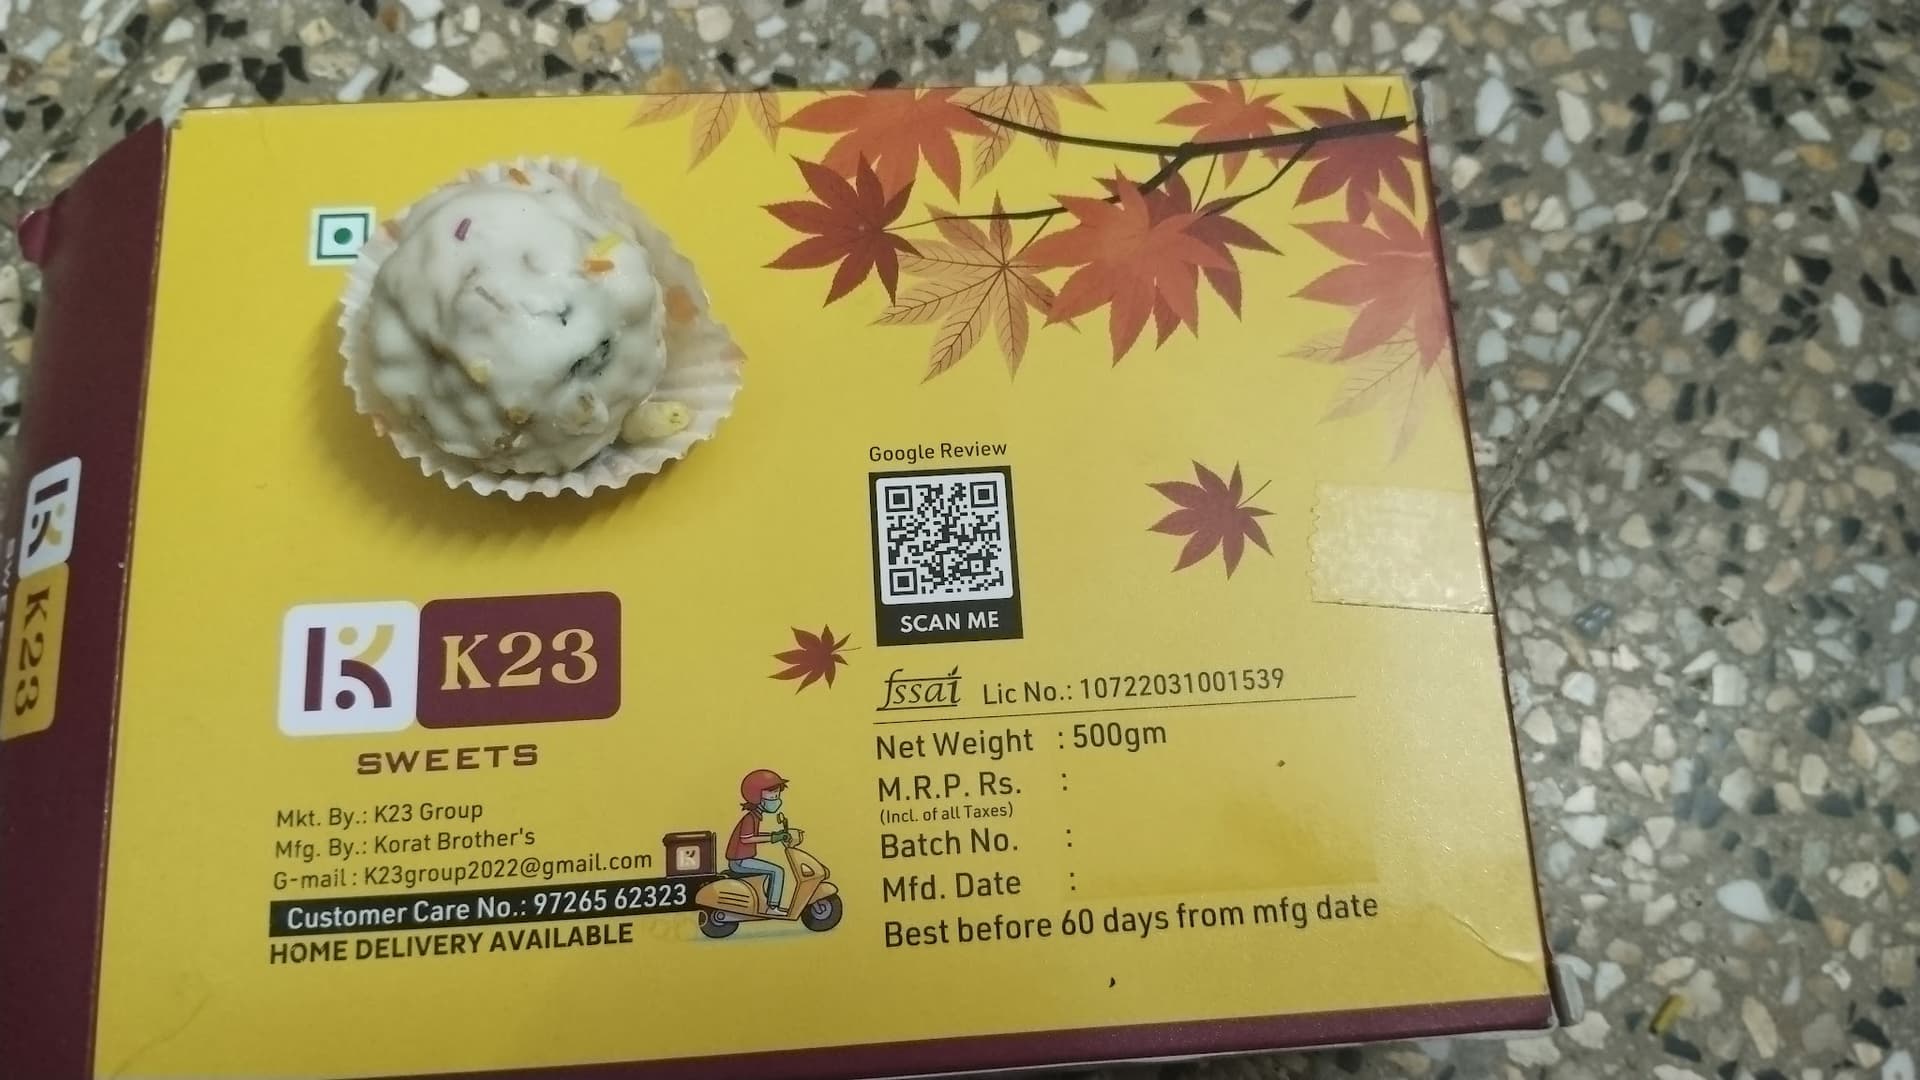 Google Review
SCAN ME
K23
SWEETS
Mkt. By.: K23 Group
Mfg. By.: Korat Brother's
G-mail : K23group2022@gmail.com
Customer Care No.: 97265 62323
HOME DELIVERY AVAILABLE
fssai Lic No.: 10722031001539
Net Weight : 500gm
M.R.P. Rs. :
(Incl. of all Taxes)
Batch No. :
Mfd. Date :
Best before 60 days from mfg date
K23